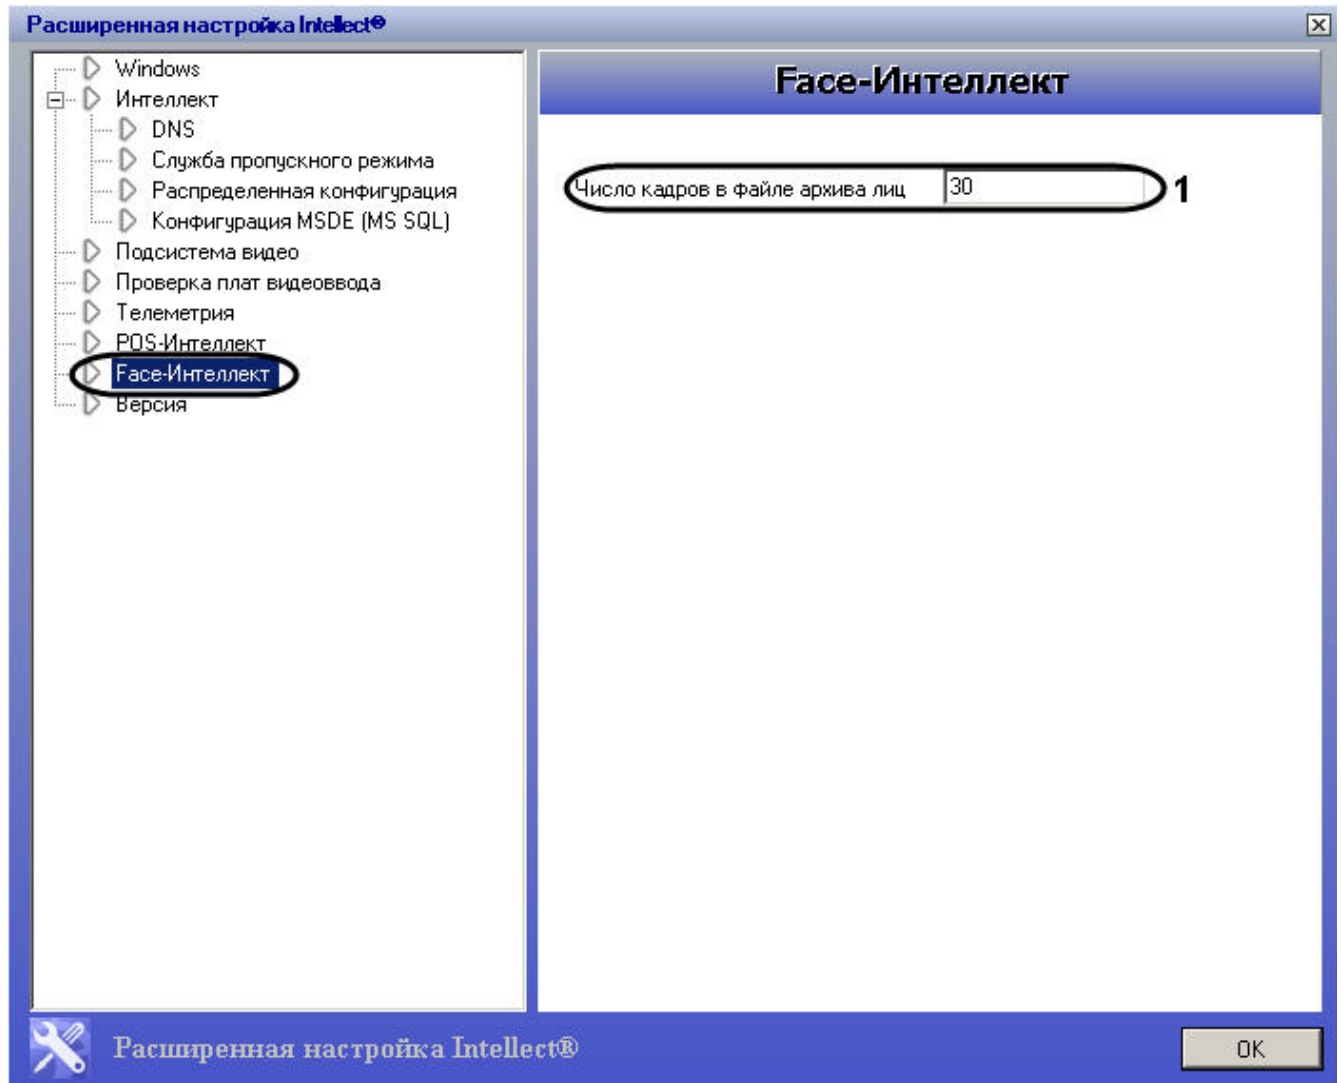 Расширенная настройка Intellect®
Windows
Интеллект
DNS
Служба пропускного режима
Распределенная конфигурация
Конфигурация MSDE (MS SQL)
Подсистема видео
Проверка плат видеоввода
Телеметрия
POS-Интеллект
Face-Интеллект
Версия
Face-Интеллект
Число кадров в файле архива лиц 30 1
Расширенная настройка Intellect®
OK